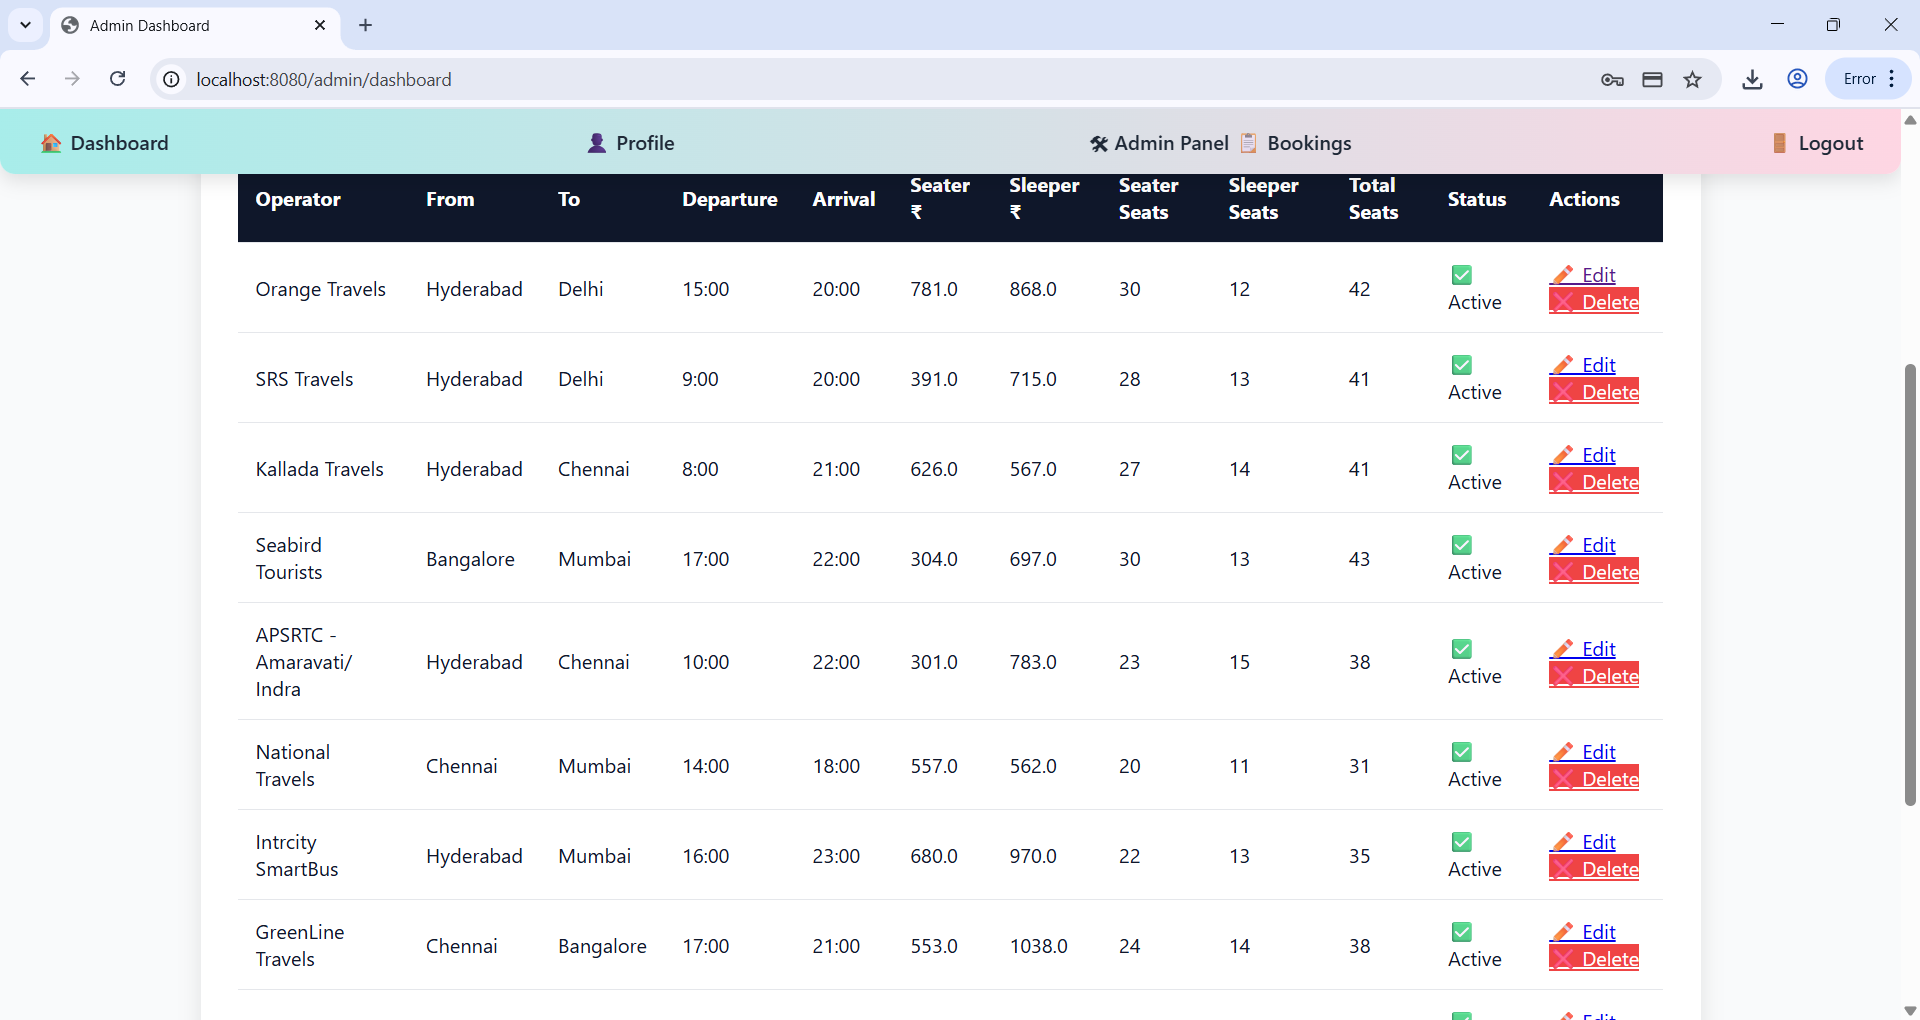 Admin Dashboard
localhost:8080/admin/dashboard
Error
Dashboard Profile Admin Panel Bookings Logout
Operator From To Departure Arrival Seater ₹ Sleeper ₹ Seater Seats Sleeper Seats Total Seats Status Actions
Orange Travels Hyderabad Delhi 15:00 20:00 781.0 868.0 30 12 42 Active Edit Delete
SRS Travels Hyderabad Delhi 9:00 20:00 391.0 715.0 28 13 41 Active Edit Delete
Kallada Travels Hyderabad Chennai 8:00 21:00 626.0 567.0 27 14 41 Active Edit Delete
Seabird Tourists Bangalore Mumbai 17:00 22:00 304.0 697.0 30 13 43 Active Edit Delete
APSRTC - Amaravati/ Indra Hyderabad Chennai 10:00 22:00 301.0 783.0 23 15 38 Active Edit Delete
National Travels Chennai Mumbai 14:00 18:00 557.0 562.0 20 11 31 Active Edit Delete
Intrcity SmartBus Hyderabad Mumbai 16:00 23:00 680.0 970.0 22 13 35 Active Edit Delete
GreenLine Travels Chennai Bangalore 17:00 21:00 553.0 1038.0 24 14 38 Active Edit Delete
Edit